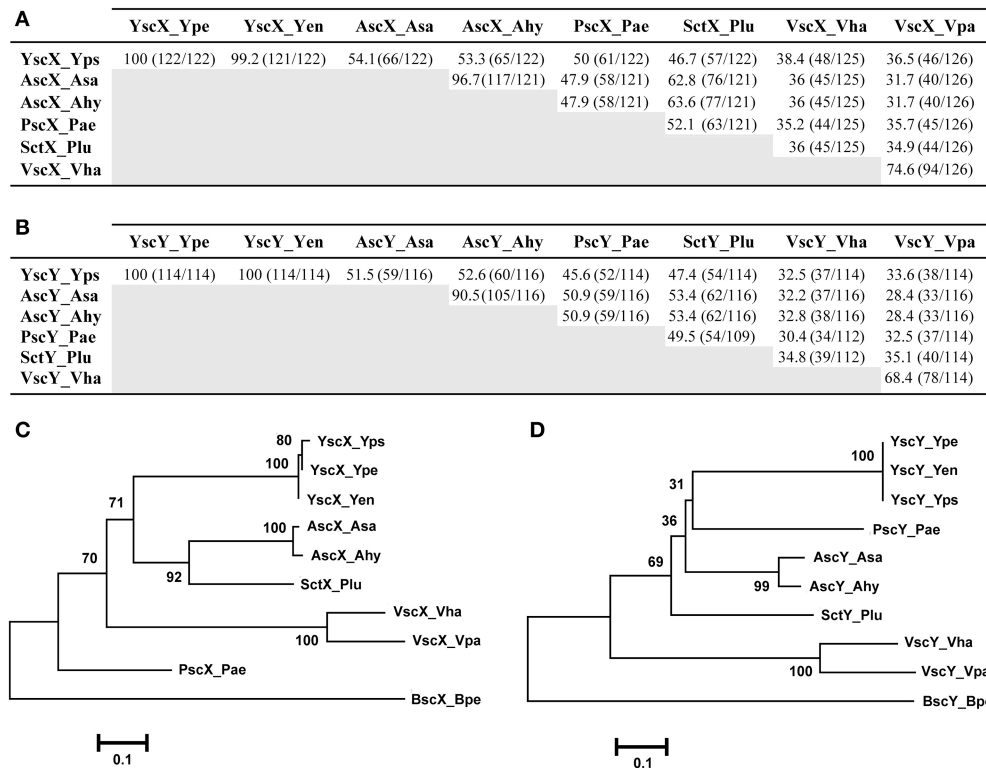 A
YscX_Ype YscX_Yen AscX_Asa AscX_Ahy PscX_Pae SctX_Plu VscX_Vha VscX_Vpa
YscX_Yps 100 (122/122) 99.2 (121/122) 54.1(66/122) 53.3 (65/122) 50 (61/122) 46.7 (57/122) 38.4 (48/125) 36.5 (46/126)
AscX_Asa 96.7(117/121) 47.9 (58/121) 62.8 (76/121) 36 (45/125) 31.7 (40/126)
AscX_Ahy 47.9 (58/121) 63.6 (77/121) 36 (45/125) 31.7 (40/126)
PscX_Pae 52.1 (63/121) 35.2 (44/125) 35.7 (45/126)
SctX_Plu 36 (45/125) 34.9 (44/126)
VscX_Vha 74.6 (94/126)
B
YscY_Ype YscY_Yen AscY_Asa AscY_Ahy PscY_Pae SctY_Plu VscY_Vha VscY_Vpa
YscY_Yps 100 (114/114) 100 (114/114) 51.5 (59/116) 52.6 (60/116) 45.6 (52/114) 47.4 (54/114) 32.5 (37/114) 33.6 (38/114)
AscY_Asa 90.5(105/116) 50.9 (59/116) 53.4 (62/116) 32.2 (37/116) 28.4 (33/116)
AscY_Ahy 50.9 (59/116) 53.4 (62/116) 32.8 (38/116) 28.4 (33/116)
PscY_Pae 49.5 (54/109) 30.4 (34/112) 32.5 (37/114)
SctY_Plu 34.8 (39/112) 35.1 (40/114)
VscY_Vha 68.4 (78/114)
C
80 YscX_Yps
100 YscX_Ype
YscX_Yen
71
100 AscX_Asa
AscX_Ahy
70
92 SctX_Plu
VscX_Vha
100 VscX_Vpa
PscX_Pae
BscX_Bpe
0.1
D
YscY_Ype
100 YscY_Yen
31 YscY_Yps
36 PscY_Pae
69 AscY_Asa
99 AscY_Ahy
SctY_Plu
VscY_Vha
100 VscY_Vpa
BscY_Bpe
0.1